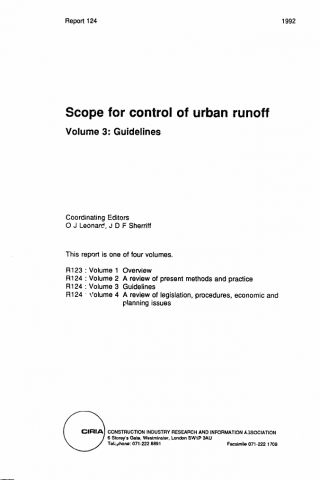 Report 124 1992
Scope for control of urban runoff
Volume 3: Guidelines
Coordinating Editors
O J Leonard, J D F Sherriff
This report is one of four volumes.
R123 : Volume 1 Overview
R124 : Volume 2 A review of present methods and practice
R124 : Volume 3 Guidelines
R124 : Volume 4 A review of legislation, procedures, economic and
planning issues
CIRIA CONSTRUCTION INDUSTRY RESEARCH AND INFORMATION ASSOCIATION
6 Storey's Gate, Westminster, London SW1P 3AU
Telephone: 071-222 8891 Facsimile 071-222 1708